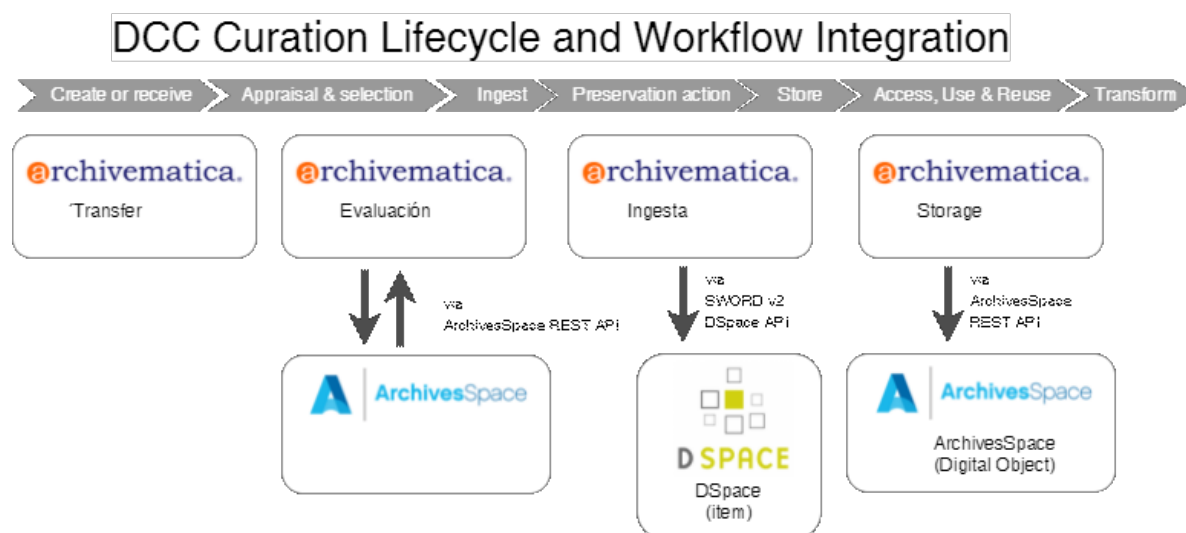 DCC Curation Lifecycle and Workflow Integration
Create or receive
Appraisal & selection
Ingest
Preservation action
Store
Access, Use & Reuse
Transform
archivematica.
'Transfer
archivematica.
Evaluación
archivematica.
Ingesta
archivematica.
Storage
via
ArchivesSpace REST API
via
SWORD v2
DSpace API
via
ArchivesSpace
REST API
ArchivesSpace
DSPACE
DSpace
(item)
ArchivesSpace
ArchivesSpace
(Digital Object)